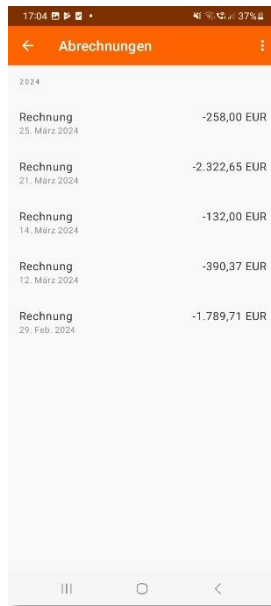 17:04 37%
Abrechnungen
2024
Rechnung -258,00 EUR
25. März 2024
Rechnung -2.322,65 EUR
21. März 2024
Rechnung -132,00 EUR
14. März 2024
Rechnung -390,37 EUR
12. März 2024
Rechnung -1.789,71 EUR
29. Feb. 2024